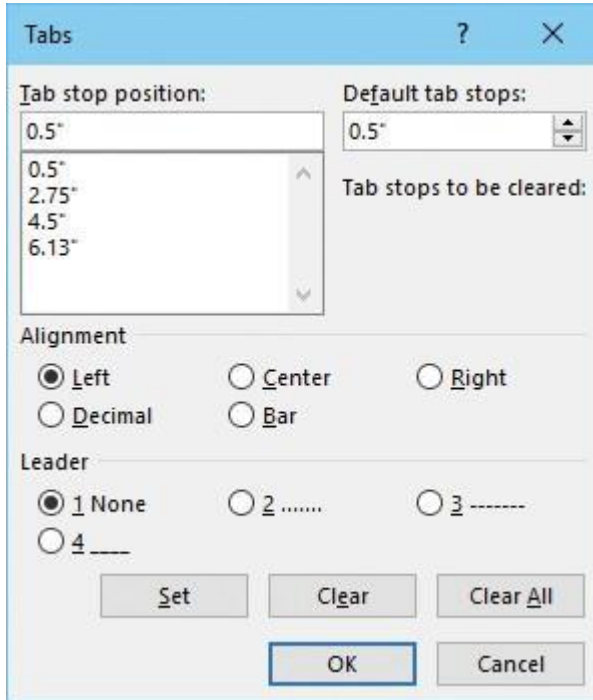 Tabs ?
Tab stop position: Default tab stops:
0.5" 0.5"
0.5"
2.75"
4.5"
6.13"
Tab stops to be cleared:
Alignment
Left Center Right
Decimal Bar
Leader
1 None 2 ....... 3 -------
4 ____
Set Clear Clear All
OK Cancel